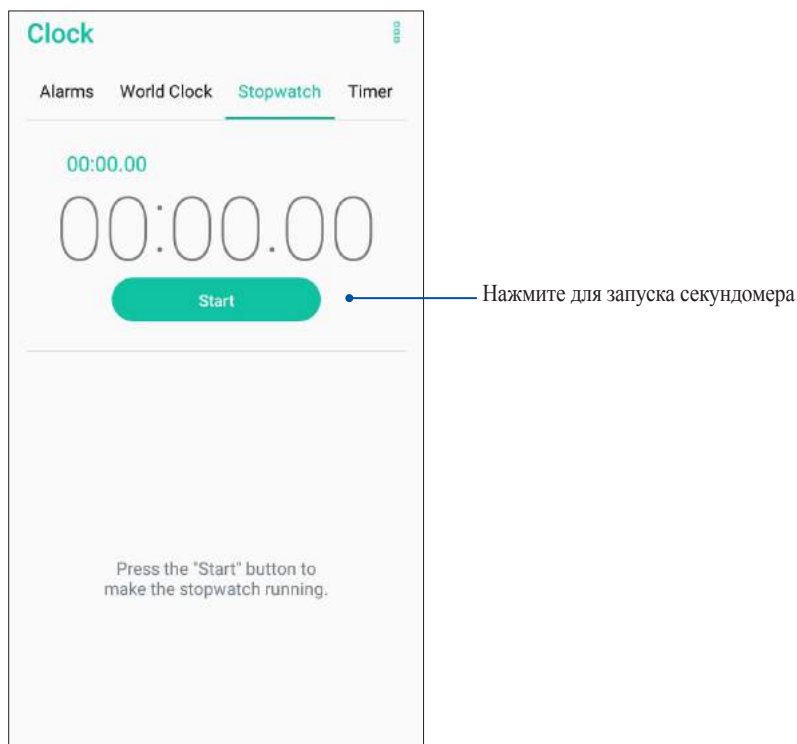 Clock
Alarms World Clock Stopwatch Timer
00:00.00
00:00.00
Start
Нажмите для запуска секундомера
Press the "Start" button to
make the stopwatch running.